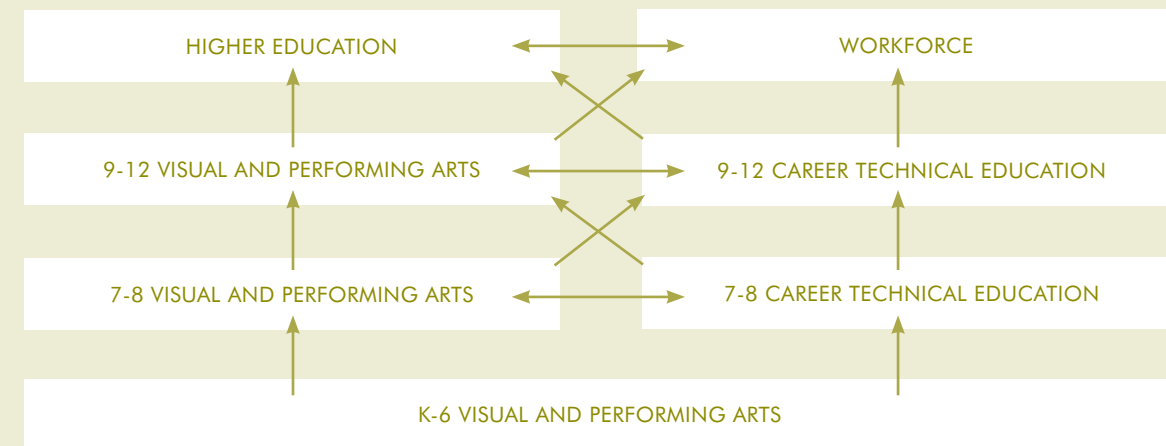 HIGHER EDUCATION
WORKFORCE
9-12 VISUAL AND PERFORMING ARTS
9-12 CAREER TECHNICAL EDUCATION
7-8 VISUAL AND PERFORMING ARTS
7-8 CAREER TECHNICAL EDUCATION
K-6 VISUAL AND PERFORMING ARTS